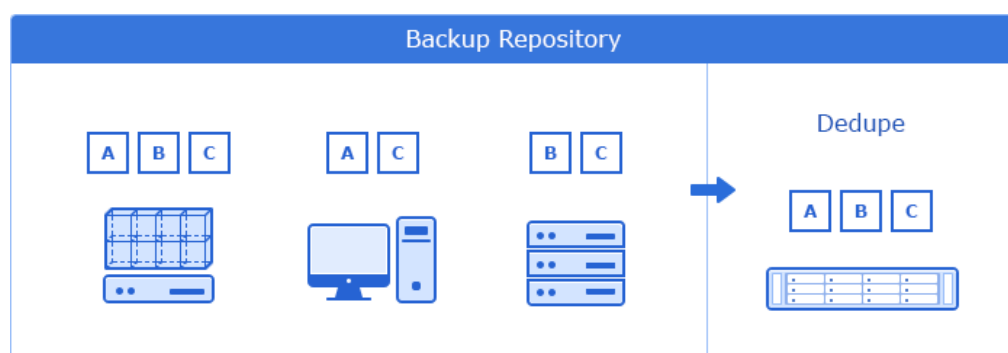 Backup Repository
A B C
A C
B C
Dedupe
A B C